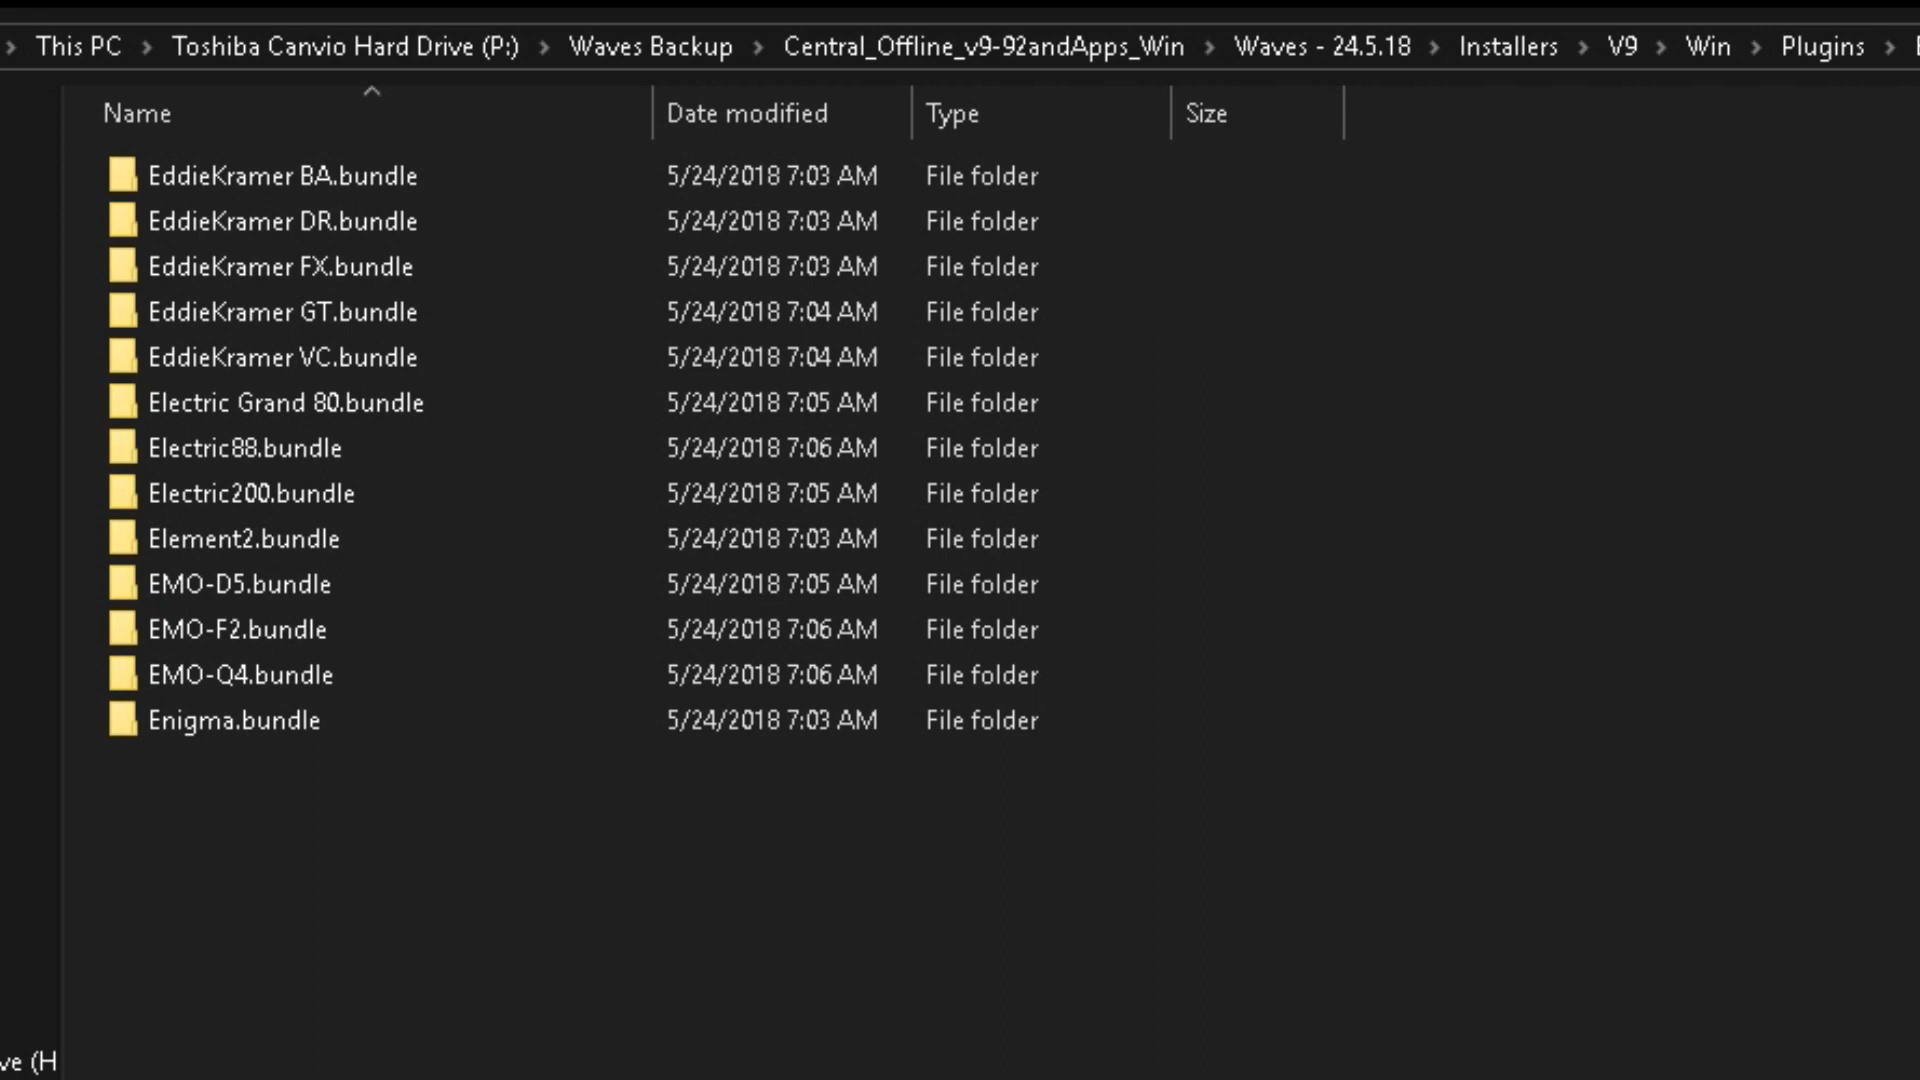 This PC > Toshiba Canvio Hard Drive (P:) > Waves Backup > Central_Offline_v9-92andApps_Win > Waves - 24.5.18 > Installers > V9 > Win > Plugins >
Name Date modified Type Size
EddieKramer BA.bundle 5/24/2018 7:03 AM File folder
EddieKramer DR.bundle 5/24/2018 7:03 AM File folder
EddieKramer FX.bundle 5/24/2018 7:03 AM File folder
EddieKramer GT.bundle 5/24/2018 7:04 AM File folder
EddieKramer VC.bundle 5/24/2018 7:04 AM File folder
Electric Grand 80.bundle 5/24/2018 7:05 AM File folder
Electric88.bundle 5/24/2018 7:06 AM File folder
Electric200.bundle 5/24/2018 7:05 AM File folder
Element2.bundle 5/24/2018 7:03 AM File folder
EMO-D5.bundle 5/24/2018 7:05 AM File folder
EMO-F2.bundle 5/24/2018 7:06 AM File folder
EMO-Q4.bundle 5/24/2018 7:06 AM File folder
Enigma.bundle 5/24/2018 7:03 AM File folder
ve (H